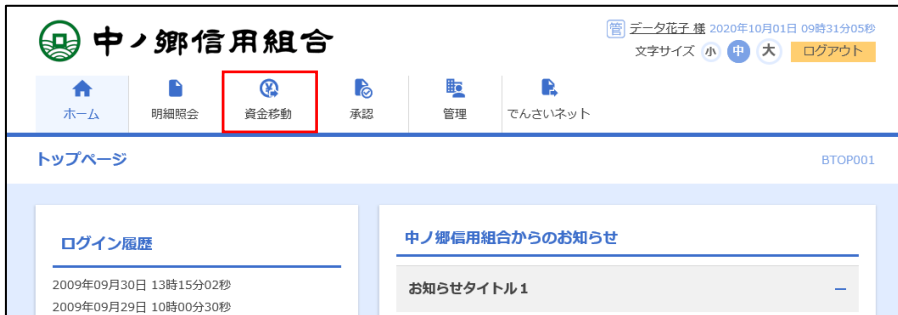 中ノ郷信用組合
管 データ花子 様 2020年10月01日 09時31分05秒
文字サイズ 小 中 大 ログアウト
ホーム 明細照会 資金移動 承認 管理 でんさいネット
トップページ BTOP001
ログイン履歴
2009年09月30日 13時15分02秒
2009年09月29日 10時00分30秒
中ノ郷信用組合からのお知らせ
お知らせタイトル1